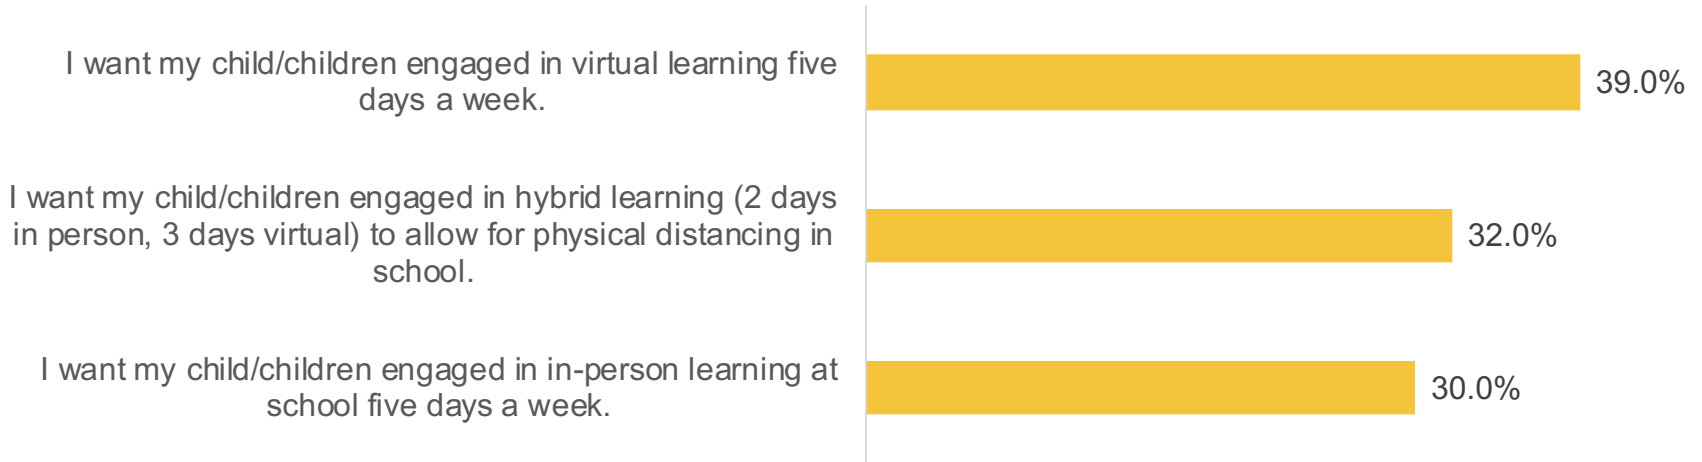 I want my child/children engaged in virtual learning five
days a week.
39.0%
I want my child/children engaged in hybrid learning (2 days
in person, 3 days virtual) to allow for physical distancing in
school.
32.0%
I want my child/children engaged in in-person learning at
school five days a week.
30.0%